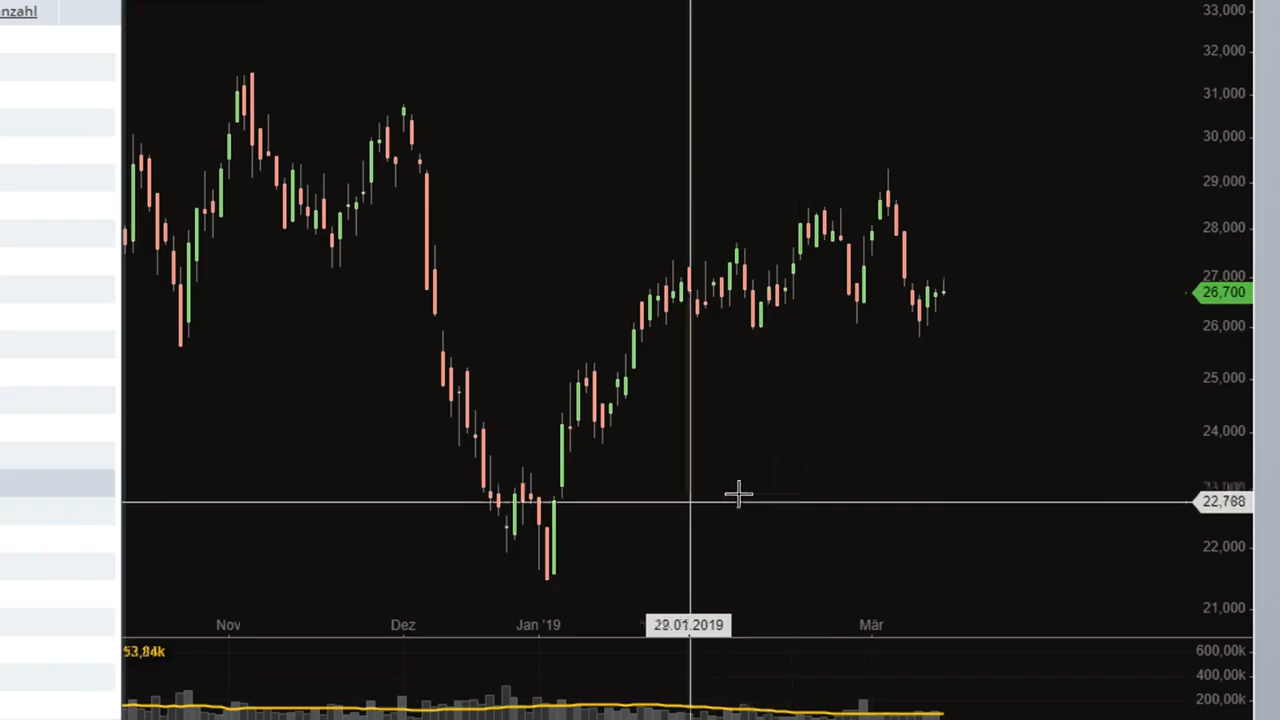 nzahl
33,000
32,000
31,000
30,000
29,000
28,000
27,000
26,700
26,000
25,000
24,000
22,788
22,000
21,000
Nov Dez Jan '19 29.01.2019 Mär
600,00k
400,00k
200,00k